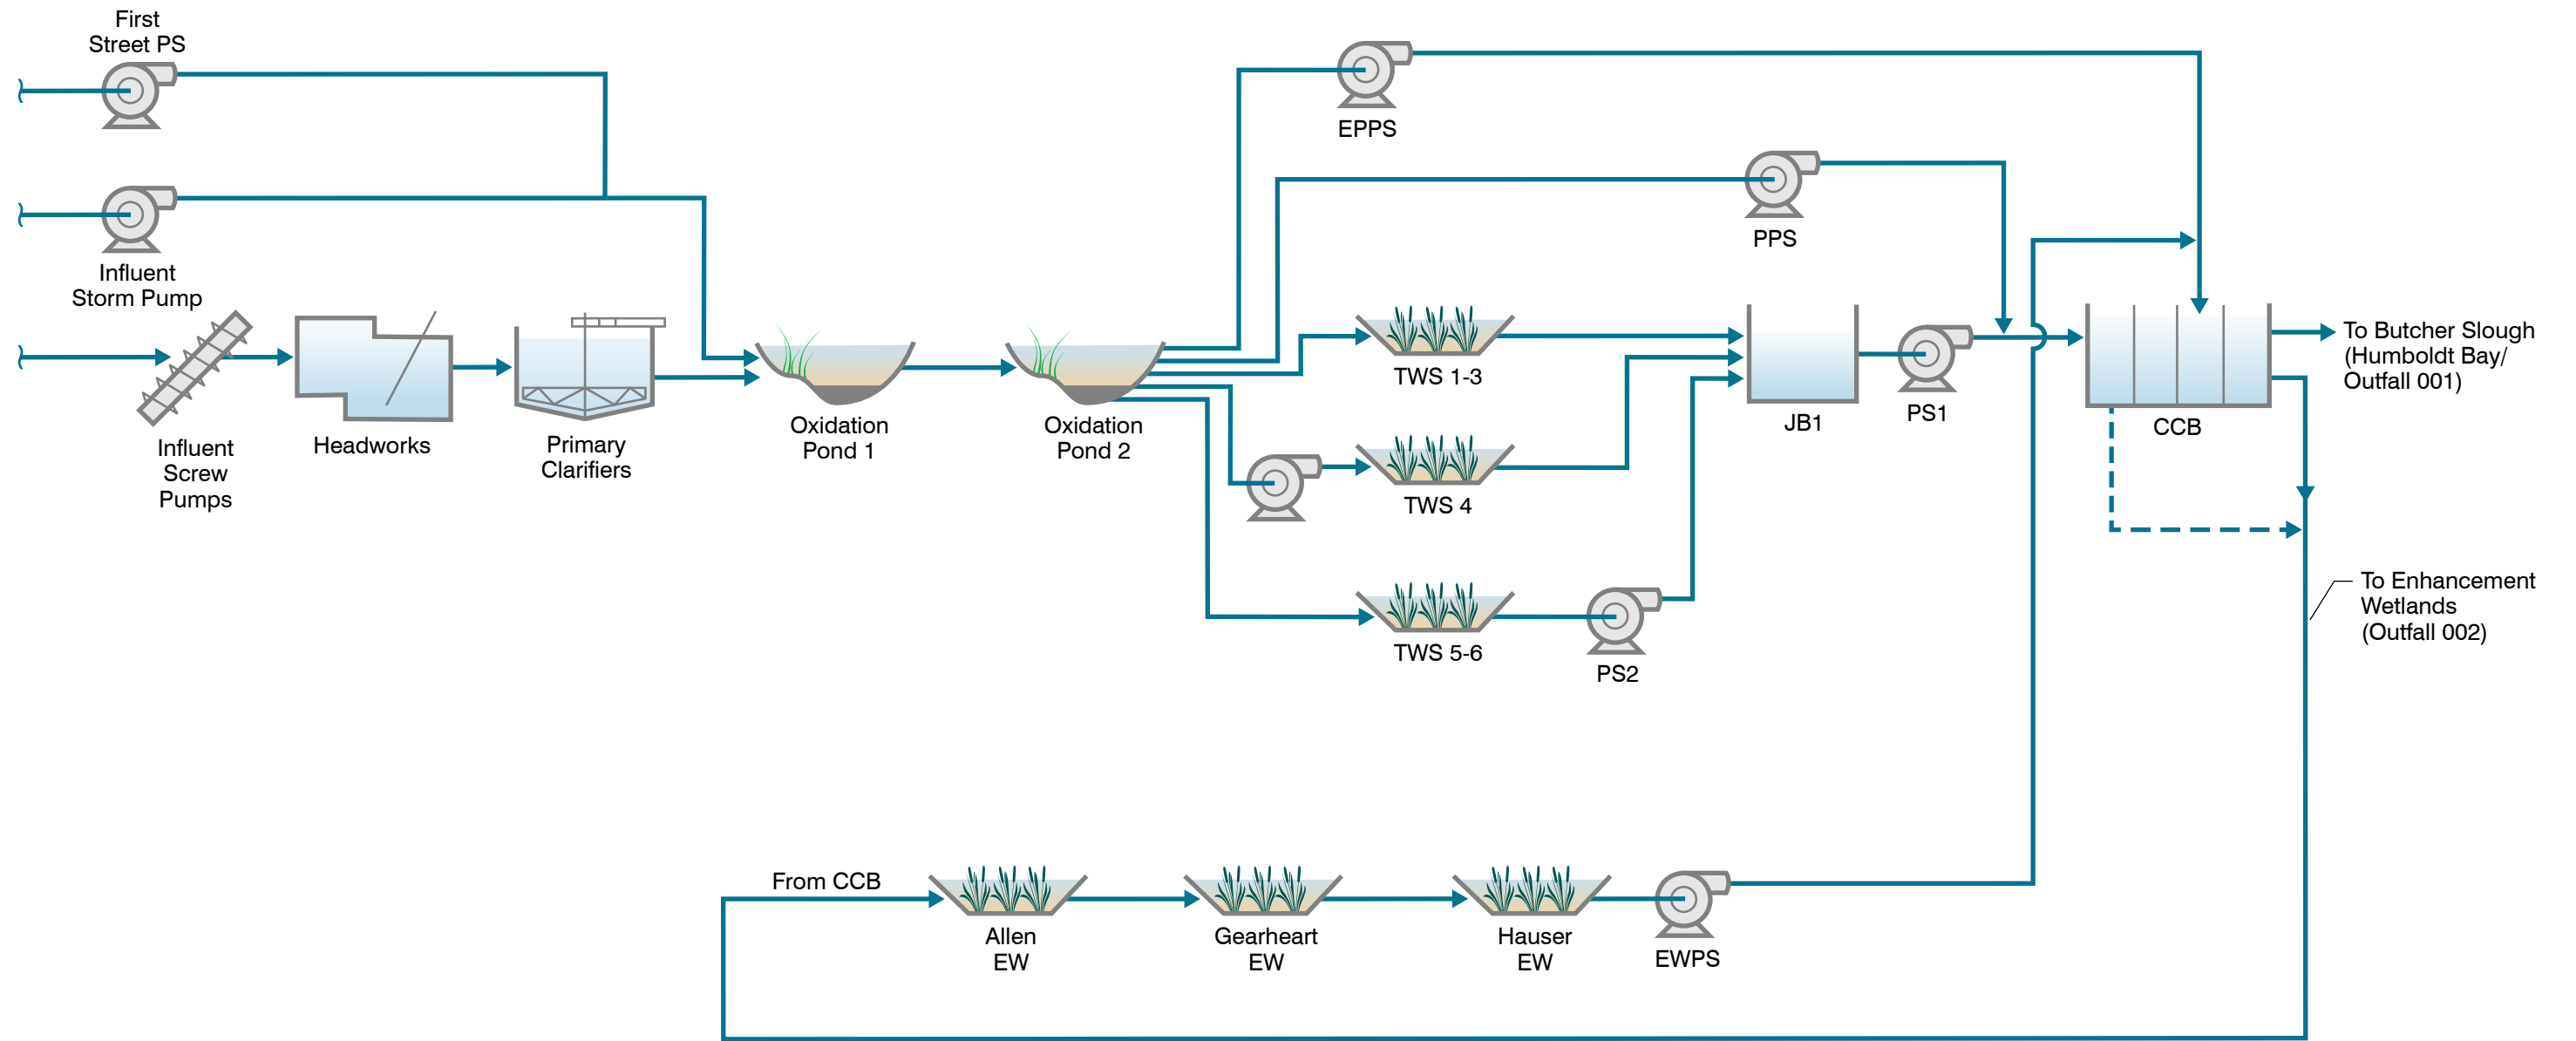 First
Street PS
Influent
Storm Pump
Influent
Screw
Pumps
Headworks
Primary
Clarifiers
Oxidation
Pond 1
Oxidation
Pond 2
EPPS
PPS
TWS 1-3
TWS 4
TWS 5-6
PS2
JB1
PS1
CCB
To Butcher Slough
(Humboldt Bay/
Outfall 001)
To Enhancement
Wetlands
(Outfall 002)
From CCB
Allen
EW
Gearheart
EW
Hauser
EW
EWPS